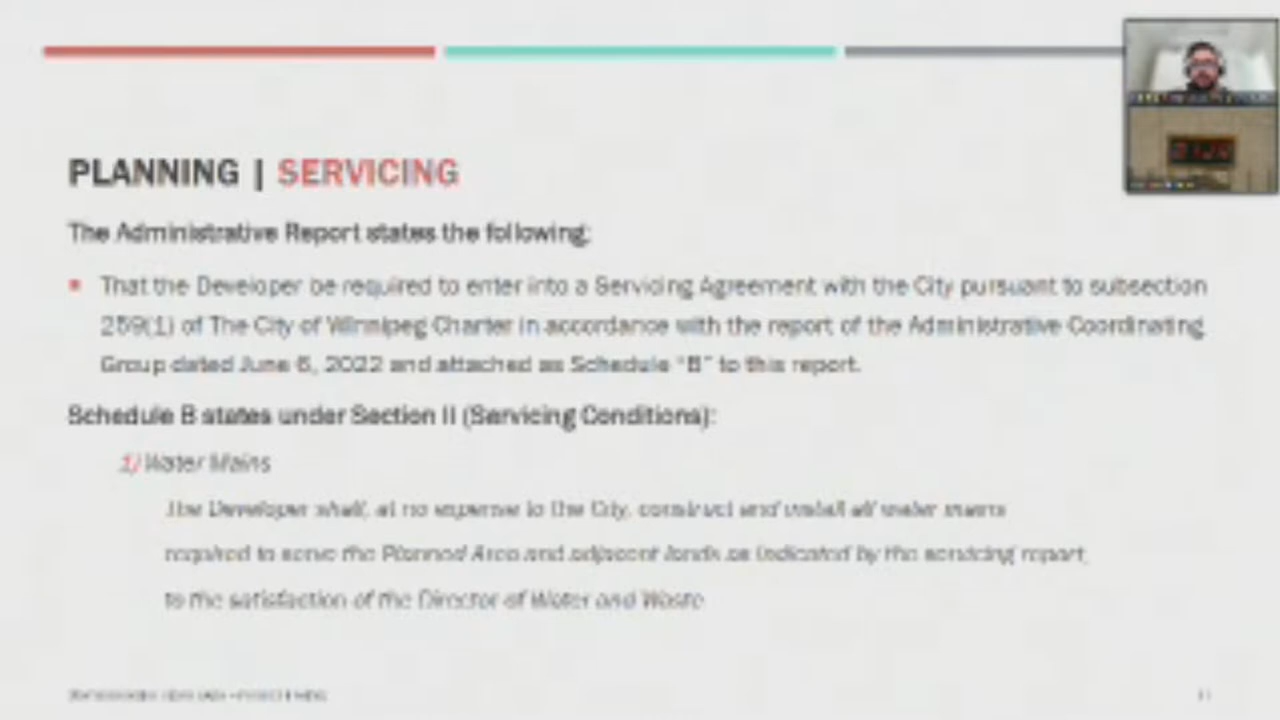 PLANNING | SERVICING
The Administrative Report states the following:
That the Developer be required to enter into a Servicing Agreement with the City pursuant to subsection
259(1) of The City of Winnipeg Charter in accordance with the report of the Administrative Coordinating
Group dated June 6, 2022 and attached as Schedule "B" to this report.
Schedule B states under Section II (Servicing Conditions):
1) Water Mains
The Developer shall, at no expense to the City, construct and install all water mains
required to serve the Planned Area and adjacent lands as indicated by the servicing report,
to the satisfaction of the Director of Water and Waste